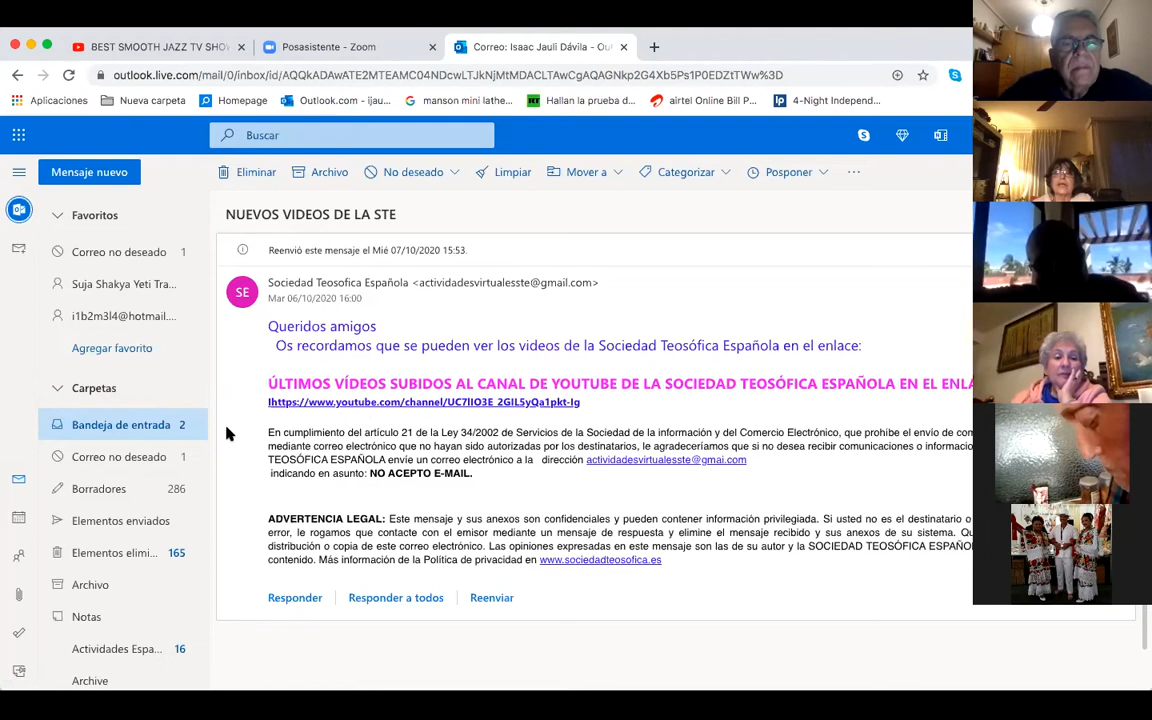 BEST SMOOTH JAZZ TV SHOW
Posasistente - Zoom
Correo: Isaac Jauli Dávila - Ou
outlook.live.com/mail/0/inbox/id/AQQkADAwATE2MTEAMC04NDcwLTJkNjMtMDACLTAwCgAQAGNkp2G4Xb5Ps1P0EDZtTWw%3D
Aplicaciones
Nueva carpeta
Homepage
Outlook.com - ijau...
manson mini lathe...
Hallan la prueba d...
airtel Online Bill P...
4-Night Independ...
Buscar
Mensaje nuevo
Eliminar
Archivo
No deseado
Limpiar
Mover a
Categorizar
Posponer
Favoritos
Correo no deseado 1
Suja Shakya Yeti Tra...
i1b2m3l4@hotmail....
Agregar favorito
Carpetas
Bandeja de entrada 2
Correo no deseado 1
Borradores 286
Elementos enviados
Elementos elimi... 165
Archivo
Notas
Actividades Espa... 16
Archive
NUEVOS VIDEOS DE LA STE
Reenvió este mensaje el Mié 07/10/2020 15:53.
SE
Sociedad Teosofica Española <actividadesvirtualesste@gmail.com>
Mar 06/10/2020 16:00
Queridos amigos
Os recordamos que se pueden ver los videos de la Sociedad Teosófica Española en el enlace:
ÚLTIMOS VÍDEOS SUBIDOS AL CANAL DE YOUTUBE DE LA SOCIEDAD TEOSÓFICA ESPAÑOLA EN EL ENLA
lhttps://www.youtube.com/channel/UC7lIO3E_2GIL5yQa1pkt-Ig
En cumplimiento del artículo 21 de la Ley 34/2002 de Servicios de la Sociedad de la información y del Comercio Electrónico, que prohíbe el envío de com
mediante correo electrónico que no hayan sido autorizadas por los destinatarios, le agradeceríamos que si no desea recibir comunicaciones o informacio
TEOSÓFICA ESPAÑOLA envíe un correo electrónico a la dirección actividadesvirtualesste@gmai.com
indicando en asunto: NO ACEPTO E-MAIL.
ADVERTENCIA LEGAL: Este mensaje y sus anexos son confidenciales y pueden contener información privilegiada. Si usted no es el destinatario o
error, le rogamos que contacte con el emisor mediante un mensaje de respuesta y elimine el mensaje recibido y sus anexos de su sistema. Qu
distribución o copia de este correo electrónico. Las opiniones expresadas en este mensaje son las de su autor y la SOCIEDAD TEOSÓFICA ESPAÑO
contenido. Más información de la Política de privacidad en www.sociedadteosofica.es
Responder
Responder a todos
Reenviar